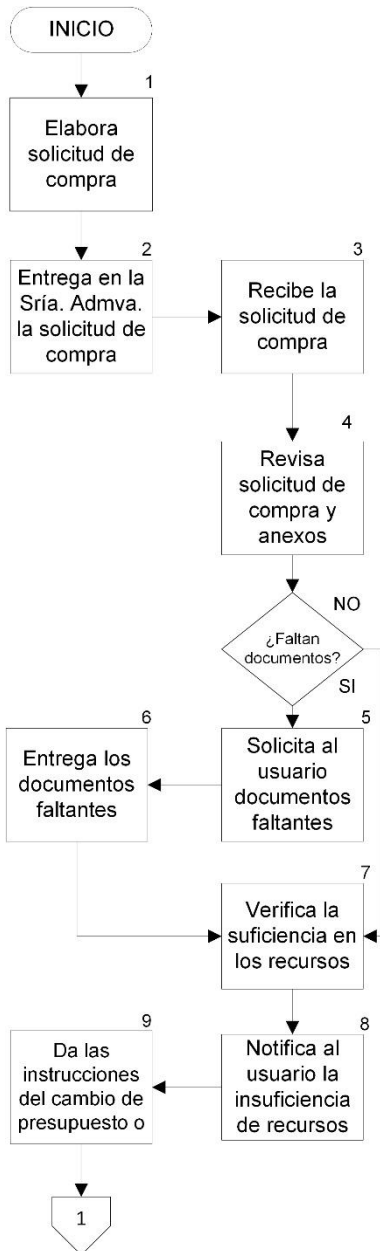 INICIO
1
Elabora
solicitud de
compra
2
Entrega en la
Sría. Admva.
la solicitud de
compra
3
Recibe la
solicitud de
compra
4
Revisa
solicitud de
compra y
anexos
NO
¿Faltan
documentos?
SI
5
Solicita al
usuario
documentos
faltantes
6
Entrega los
documentos
faltantes
7
Verifica la
suficiencia en
los recursos
8
Notifica al
usuario la
insuficiencia
de recursos
9
Da las
instrucciones
del cambio de
presupuesto o
1